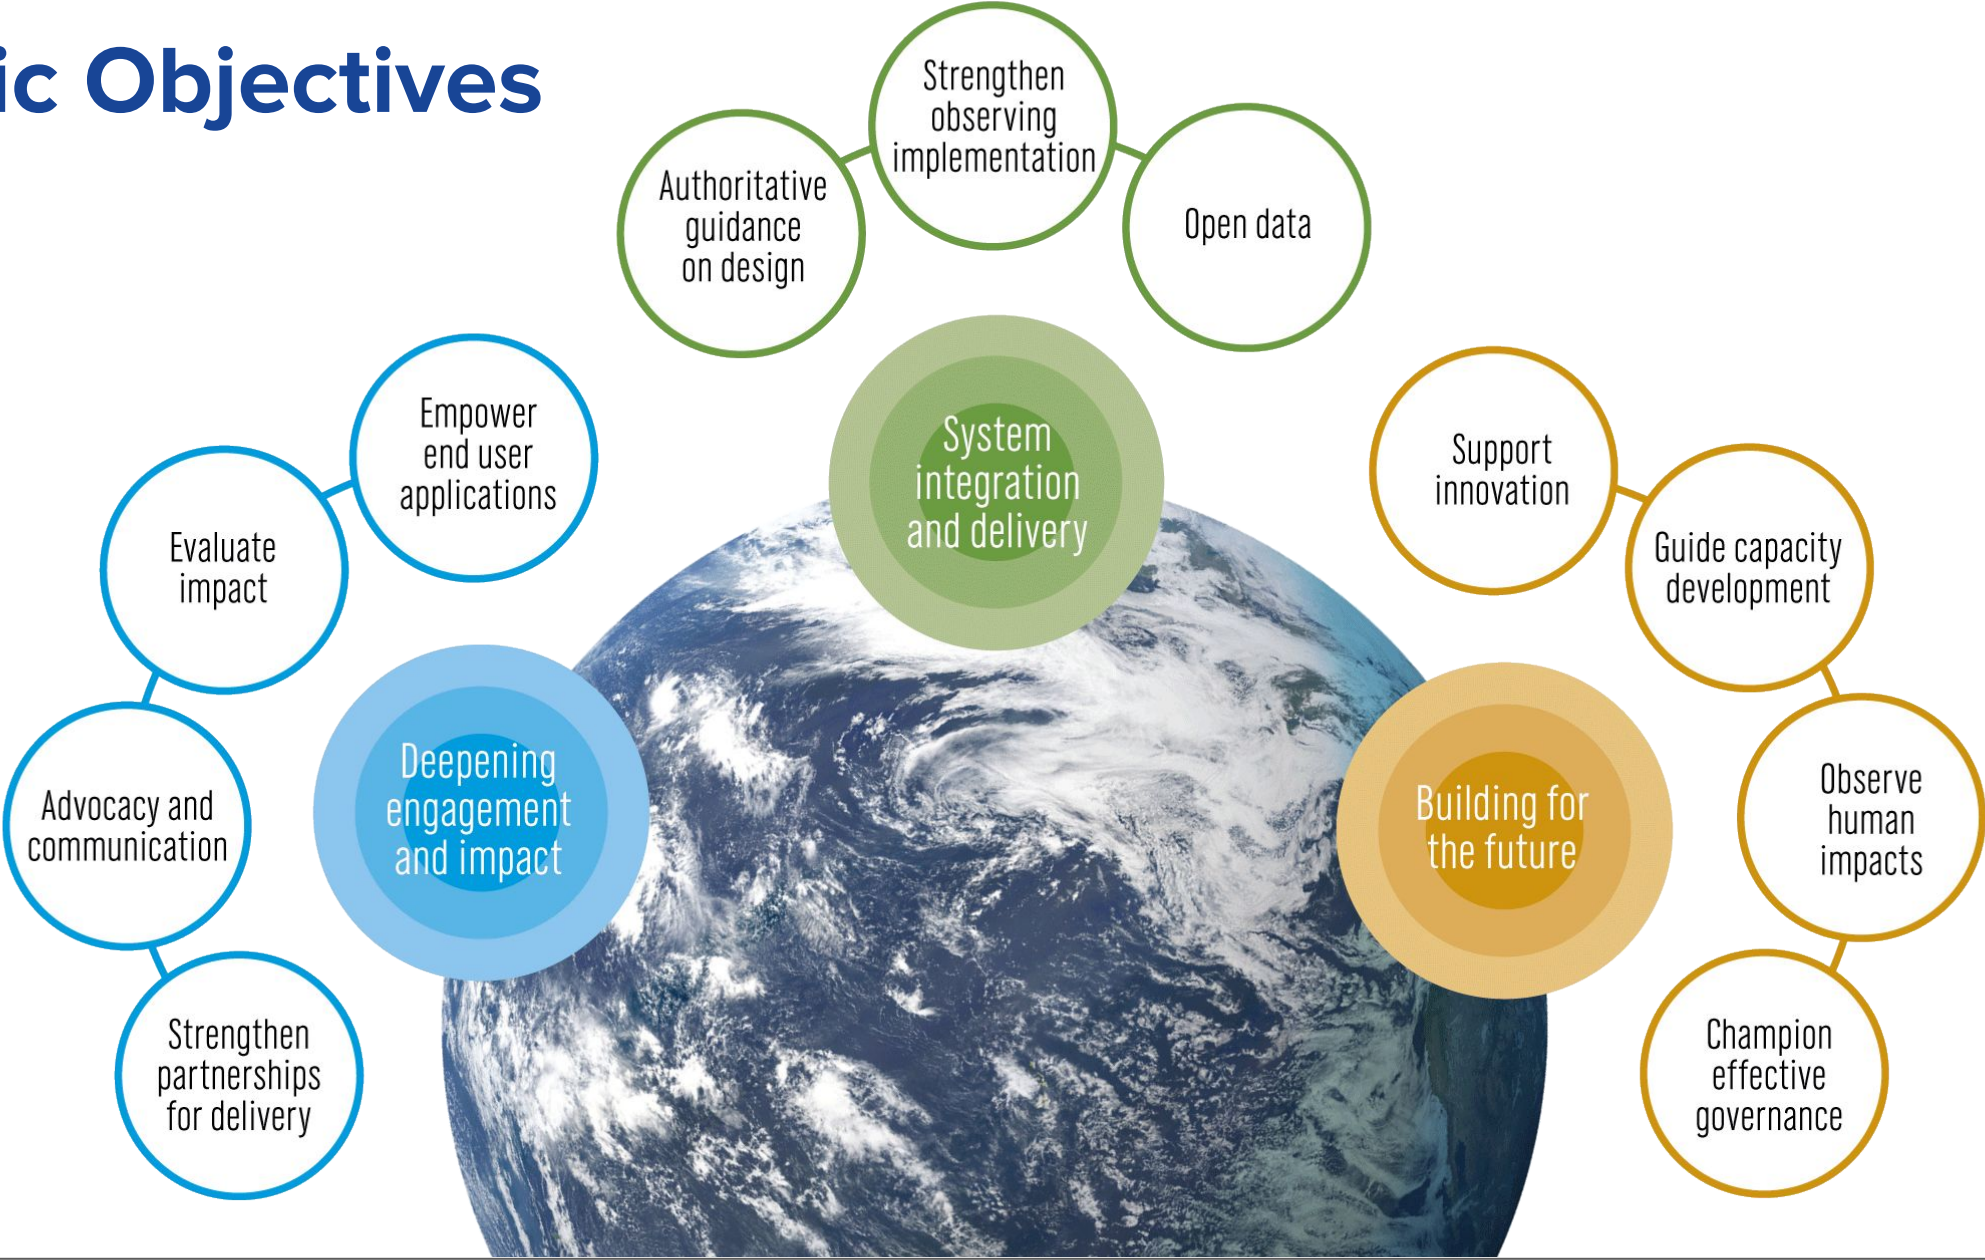 ic Objectives
Strengthen
observing
implementation
Authoritative
guidance
on design
Open data
Empower
end user
applications
Evaluate
impact
Advocacy and
communication
Strengthen
partnerships
for delivery
System
integration
and delivery
Deepening
engagement
and impact
Building for
the future
Support
innovation
Guide capacity
development
Observe
human
impacts
Champion
effective
governance